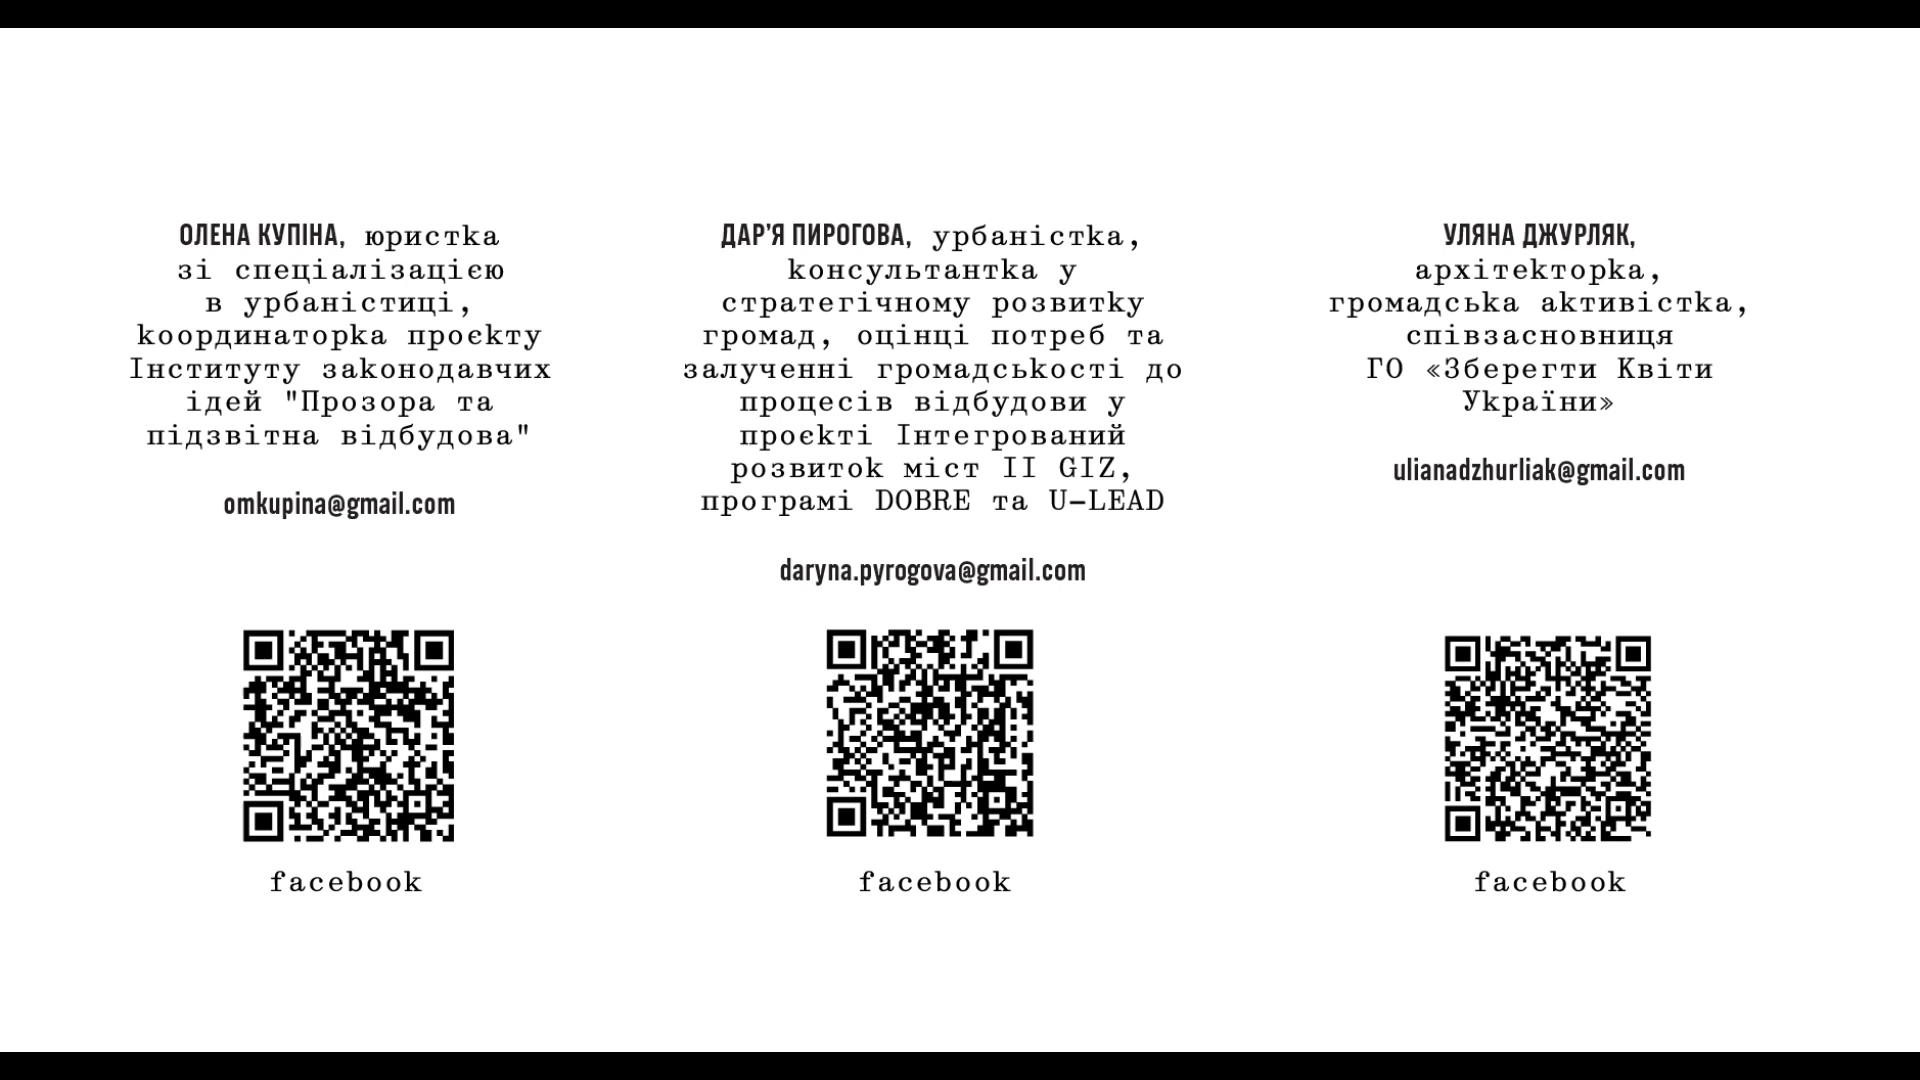 ОЛЕНА КУПІНА, юристка
зі спеціалізацією
в урбаністиці,
координаторка проєкту
Інституту законодавчих
ідей "Прозора та
підзвітна відбудова"
omkupina@gmail.com
facebook
ДАР'Я ПИРОГОВА, урбаністка,
консультантка у
стратегічному розвитку
громад, оцінці потреб та
залученні громадськості до
процесів відбудови у
проєкті Інтегрований
розвиток міст II GIZ,
програмі DOBRE та U-LEAD
daryna.pyrogova@gmail.com
facebook
УЛЯНА ДЖУРЛЯК,
архітекторка,
громадська активістка,
співзасновниця
ГО «Зберегти Квіти
України»
ulianadzhurliak@gmail.com
facebook